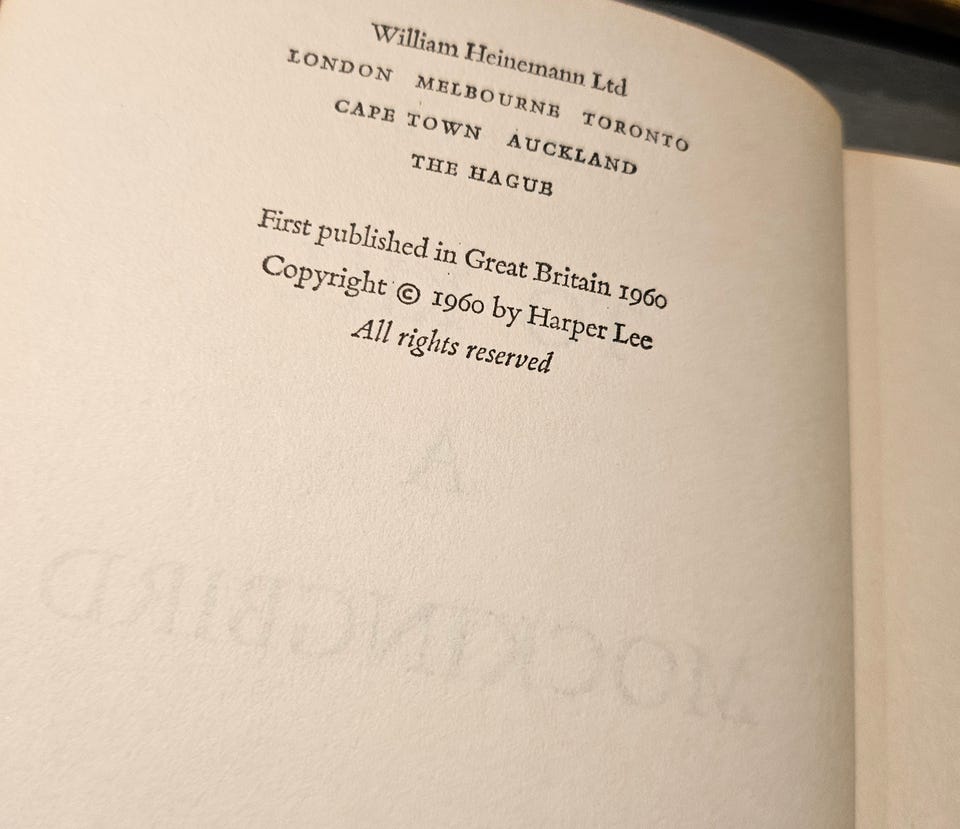 William Heinemann Ltd
LONDON MELBOURNE TORONTO
CAPE TOWN AUCKLAND
THE HAGUE
First published in Great Britain 1960
Copyright © 1960 by Harper Lee
All rights reserved
A
MOCKINGBIRD